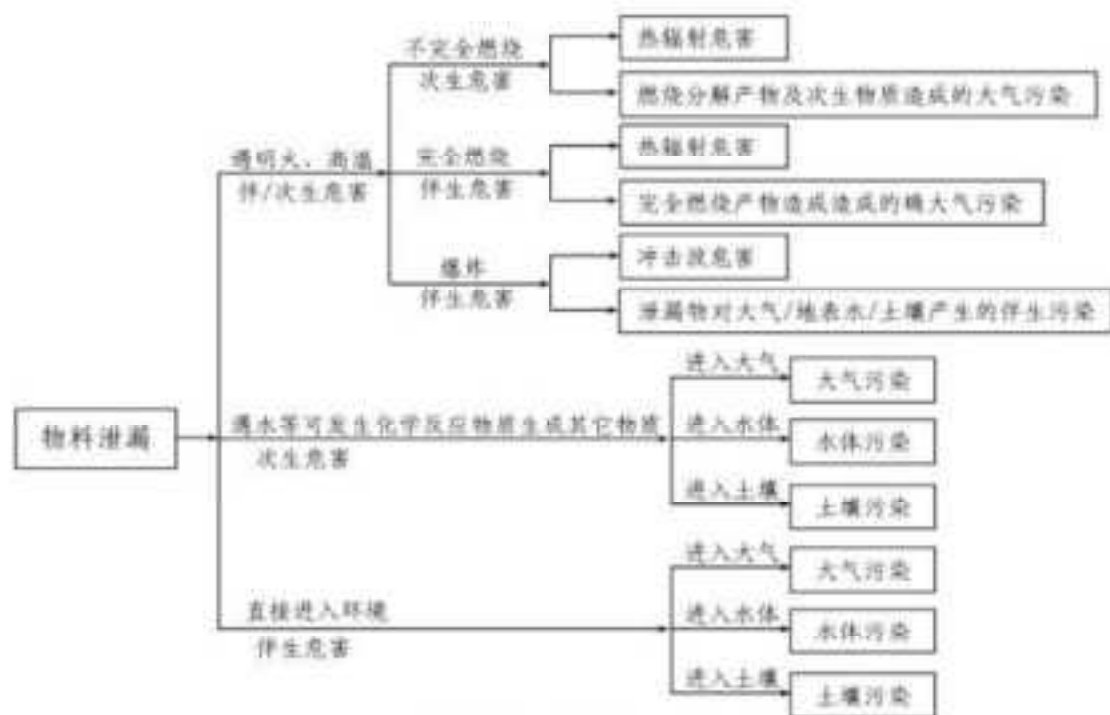 不完全燃烧
次生危害
热辐射危害
燃烧分解产物及次生物质造成的大气污染
遇明火、高温
伴/次生危害
完全燃烧
伴生危害
热辐射危害
完全燃烧产物造成造成的确大气污染
爆炸
伴生危害
冲击波危害
泄漏物对大气/地表水/土壤产生的伴生污染
物料泄漏
遇水等可发生化学反应物质生成其它物质
次生危害
进入大气
大气污染
进入水体
水体污染
进入土壤
土壤污染
直接进入环境
伴生危害
进入大气
大气污染
进入水体
水体污染
进入土壤
土壤污染